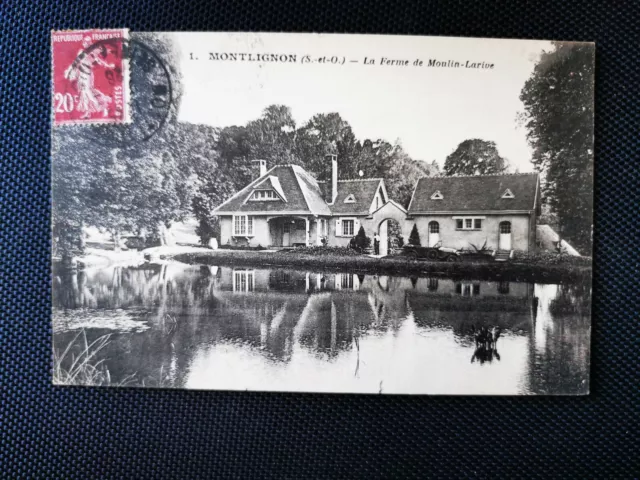 1. MONTLIGNON (S.-et-O.) — La Ferme de Moulin-Larive
REPUBLIQUE FRANÇAISE
20c POSTES